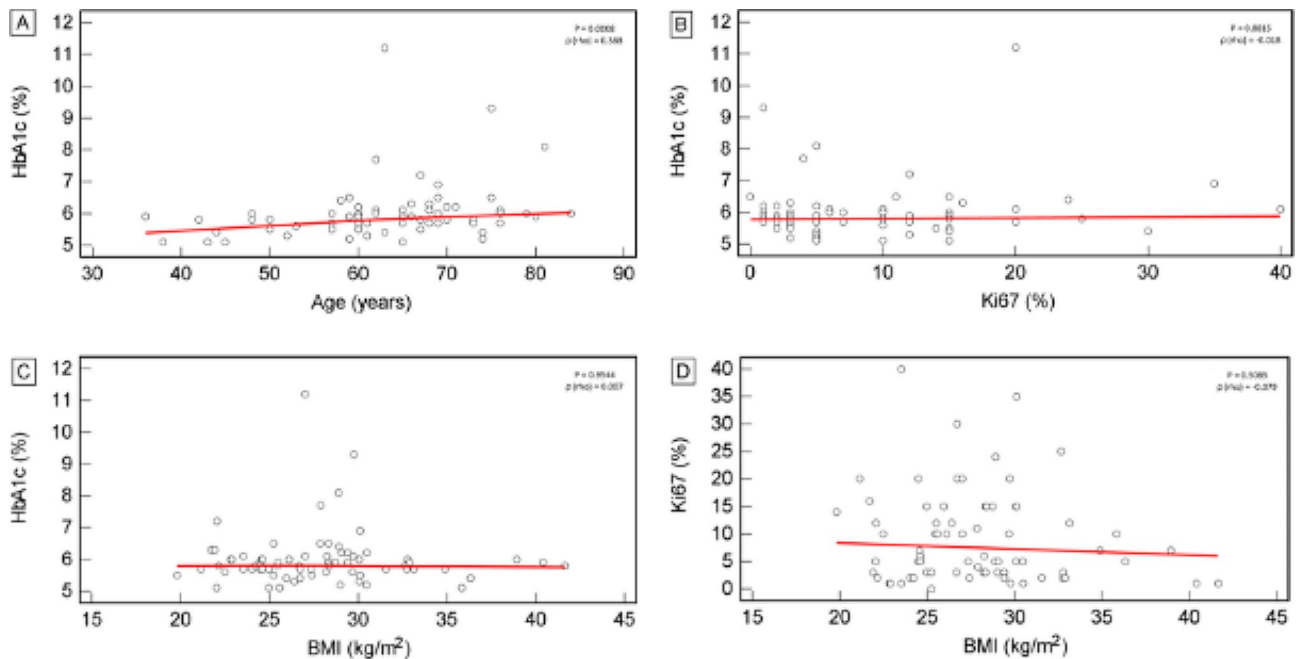 A
12
11
10
9
8
7
6
5
HbA1c (%)
30 40 50 60 70 80 90
Age (years)
B
12
11
10
9
8
7
6
5
HbA1c (%)
P =
ρ (rho) =
0 10 20 30 40
Ki67 (%)
C
12
11
10
9
8
7
6
5
HbA1c (%)
P =
ρ (rho) =
15 20 25 30 35 40 45
BMI (kg/m²)
D
40
35
30
25
20
15
10
5
0
Ki67 (%)
P =
ρ (rho) =
15 20 25 30 35 40 45
BMI (kg/m²)